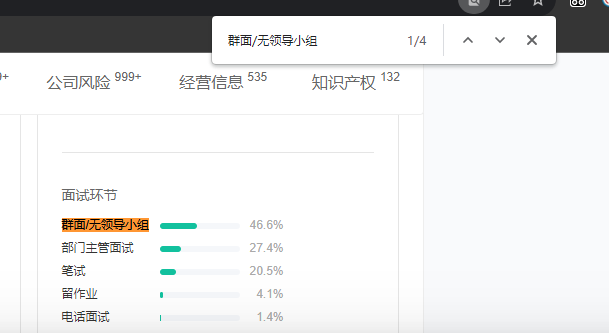 群面/无领导小组 1/4
公司风险 999+ 经营信息 535 知识产权 132
面试环节
群面/无领导小组 46.6%
部门主管面试 27.4%
笔试 20.5%
留作业 4.1%
电话面试 1.4%